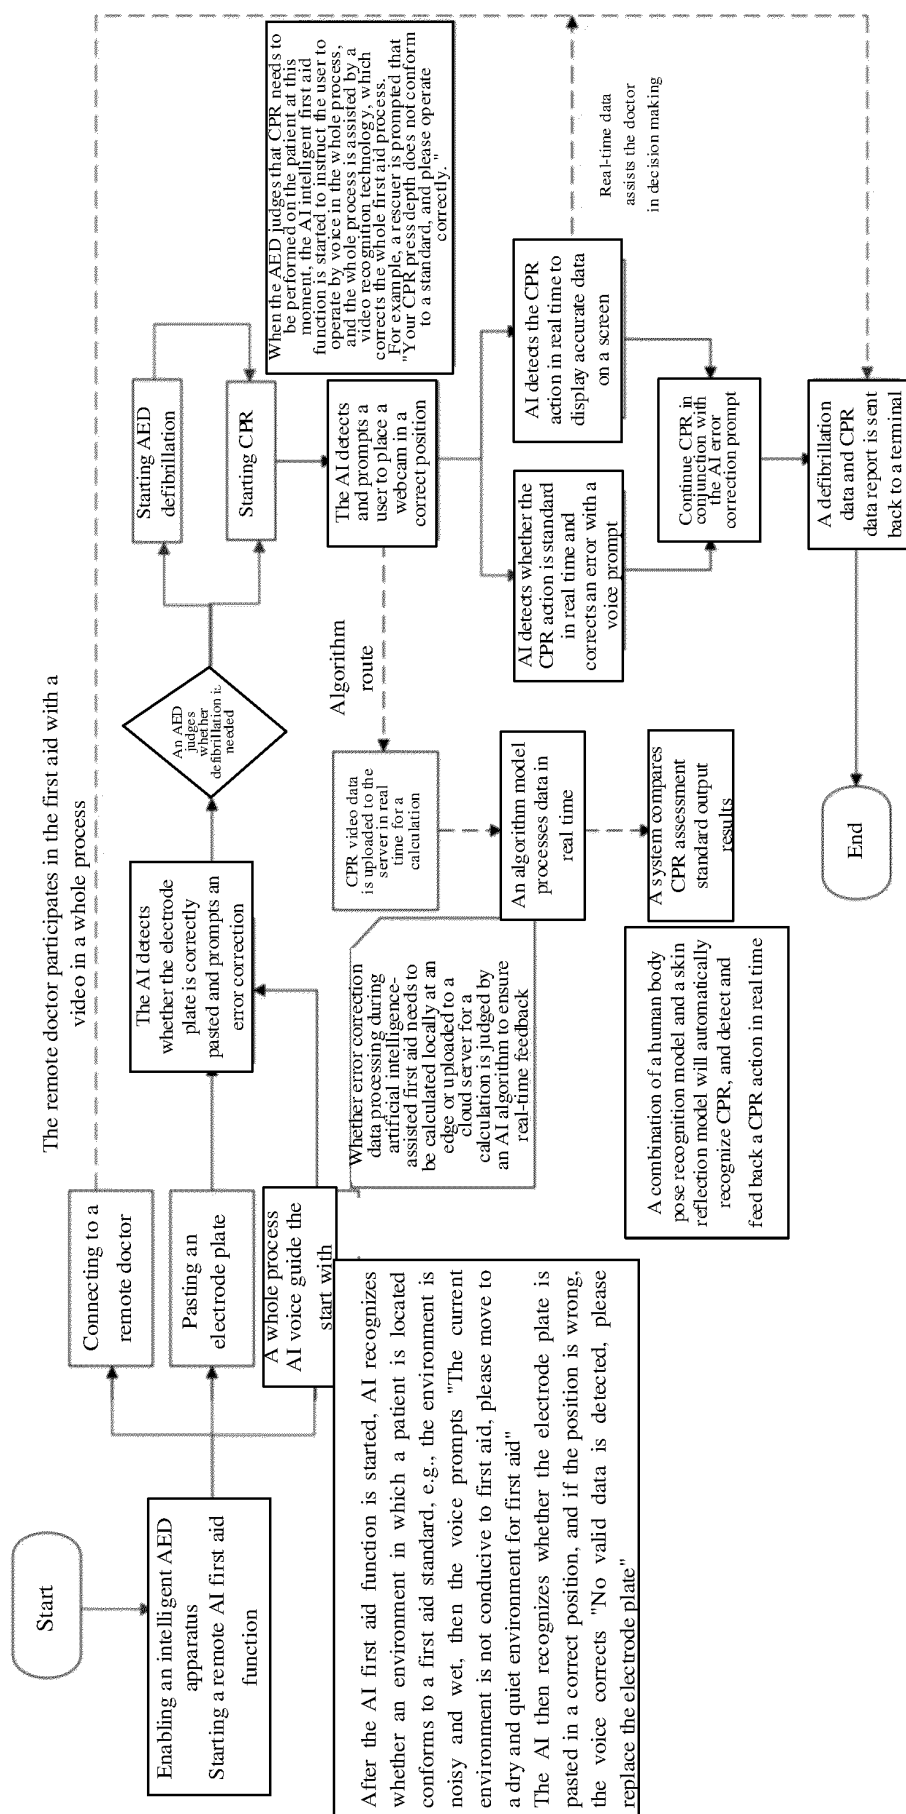 Start
Enabling an intelligent AED
apparatus
Starting a remote AI first aid
function
Connecting to a
remote doctor
Pasting an
electrode plate
A whole process
AI voice guide the
start with
After the AI first aid function is started, AI recognizes
whether an environment in which a patient is located
conforms to a first aid standard, e.g., the environment is
noisy and wet, then the voice prompts "The current
environment is not conducive to first aid, please move to
a dry and quiet environment for first aid"
The AI then recognizes whether the electrode plate is
pasted in a correct position, and if the position is wrong,
the voice corrects "No valid data is detected, please
replace the electrode plate"
The remote doctor participates in the first aid with a
video in a whole process
The AI detects
whether the electrode
plate is correctly
pasted and prompts an
error correction
Whether error correction
data processing during
artificial intelligence-
assisted first aid needs to
be calculated locally at an
edge or uploaded to a
cloud server for a
calculation is judged by
an AI algorithm to ensure
real-time feedback
An AED
judges
whether
defibrillation is
needed
Starting AED
defibrillation
Starting CPR
When the AED judges that CPR needs to
be performed on the patient at this
moment, the AI intelligent first aid
function is started to instruct the user to
operate by voice in the whole process,
and the whole process is assisted by a
video recognition technology, which
corrects the whole first aid process.
For example, a rescuer is prompted that
"Your CPR press depth does not conform
to a standard, and please operate
correctly."
The AI detects
and prompts a
user to place a
webcam in a
correct position
Algorithm
route
CPR video data
is uploaded to the
server in real
time for a
calculation
An algorithm model
processes data in
real time
A system compares
CPR assessment
standard output
results
A combination of a human body
pose recognition model and a skin
reflection model will automatically
recognize CPR, and detect and
feed back a CPR action in real time
AI detects whether the
CPR action is standard
in real time and
corrects an error with a
voice prompt
AI detects the CPR
action in real time to
display accurate data
on a screen
Real-time data
assists the doctor
in decision making
Continue CPR in
conjunction with
the AI error
correction prompt
A defibrillation
data and CPR
data report is sent
back to a terminal
End